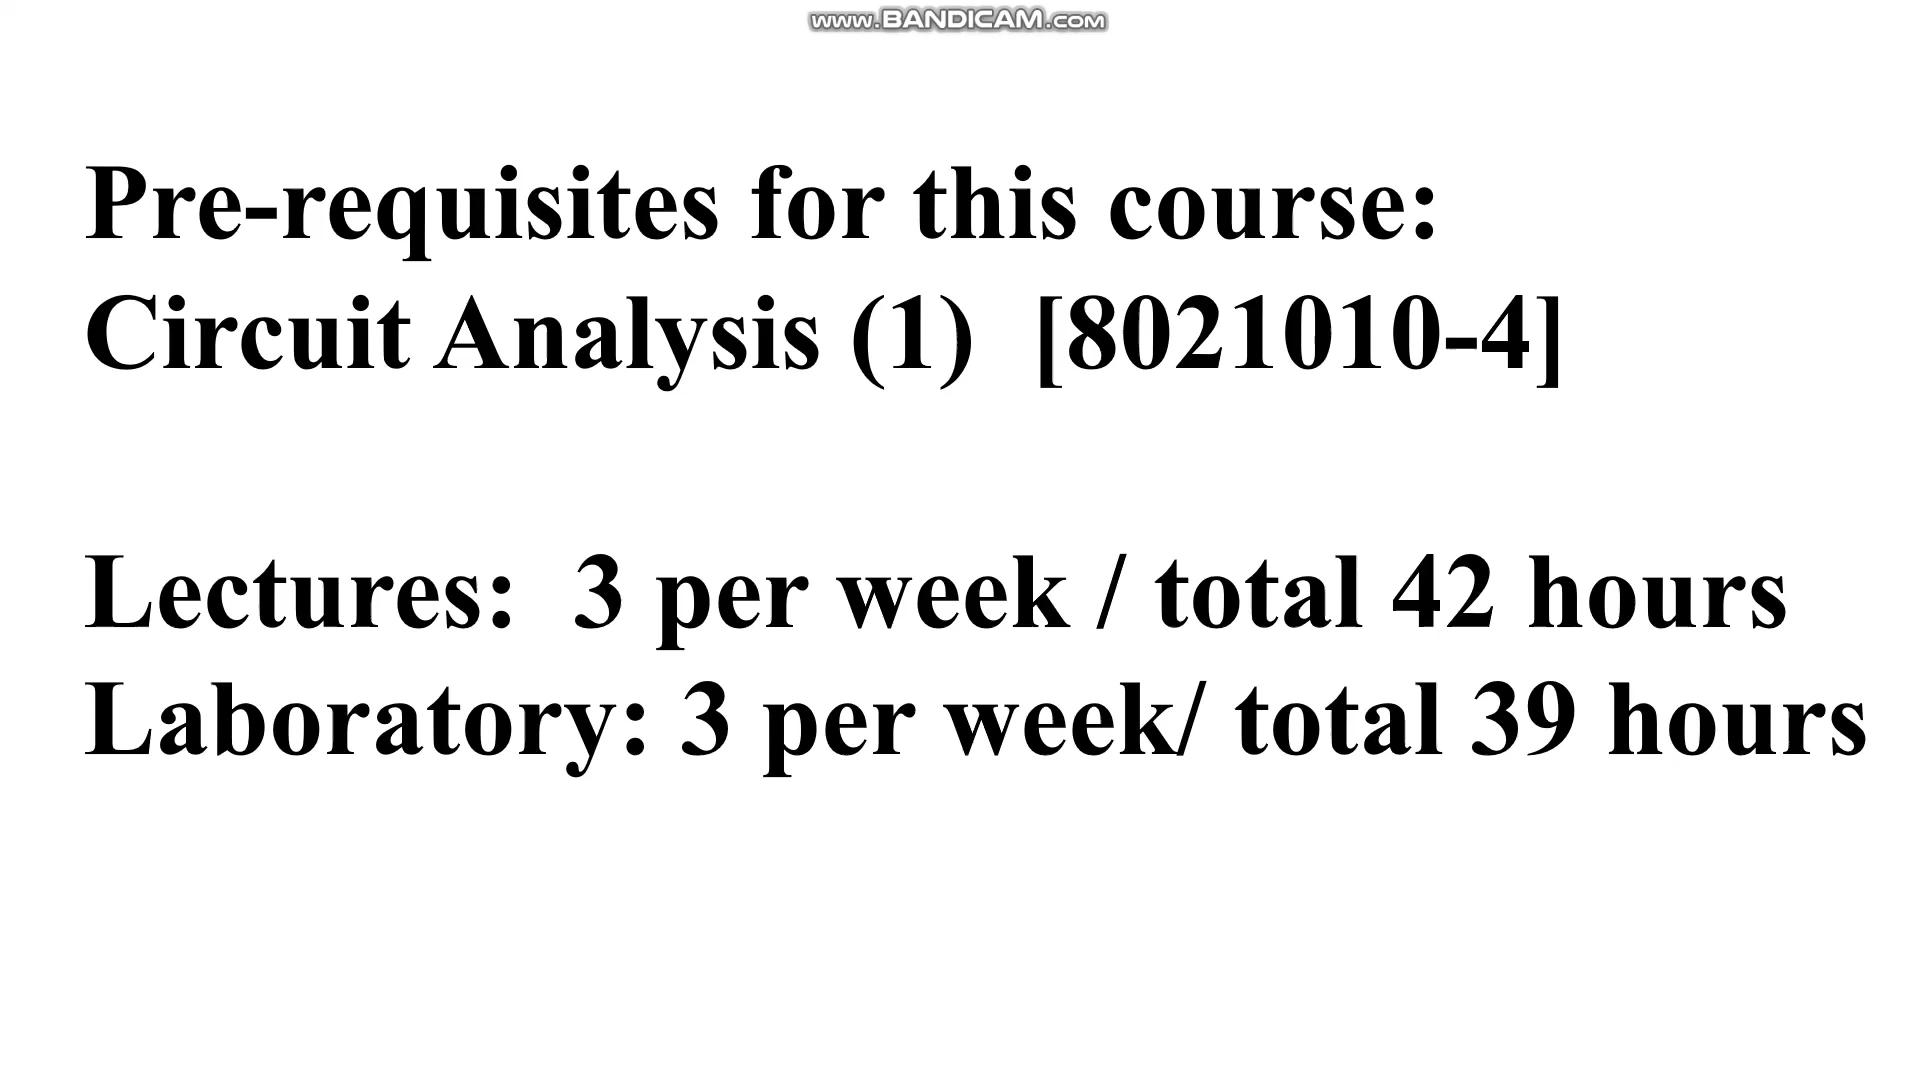 www.BANDICAM.com
Pre-requisites for this course:
Circuit Analysis (1)  [8021010-4]
Lectures:  3 per week / total 42 hours
Laboratory: 3 per week/ total 39 hours